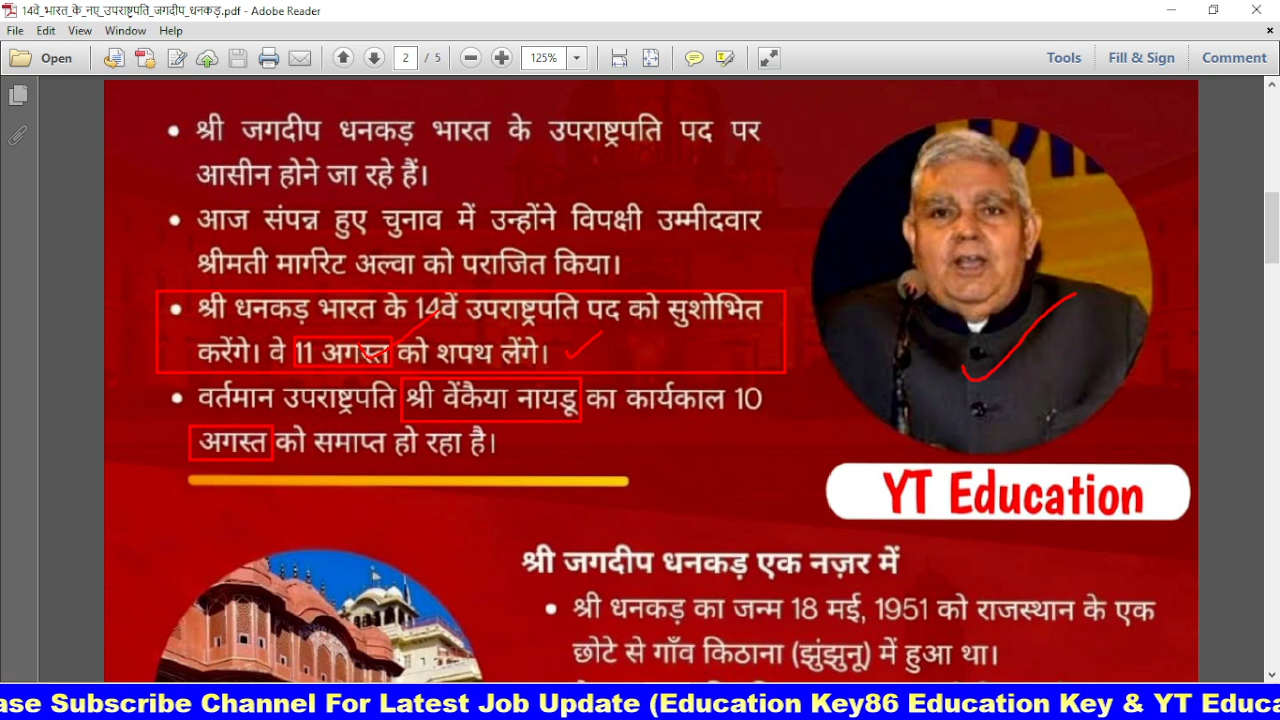 14वे_भारत_के_नए_उपराष्ट्रपति_जगदीप_धनकड़.pdf - Adobe Reader
File Edit View Window Help
Open 2 / 5 125% Tools Fill & Sign Comment
• श्री जगदीप धनकड़ भारत के उपराष्ट्रपति पद पर
आसीन होने जा रहे हैं।
• आज संपन्न हुए चुनाव में उन्होंने विपक्षी उम्मीदवार
श्रीमती मार्गरेट अल्वा को पराजित किया।
• श्री धनकड़ भारत के 14वें उपराष्ट्रपति पद को सुशोभित
करेंगे। वे 11 अगस्त को शपथ लेंगे।
• वर्तमान उपराष्ट्रपति श्री वेंकैया नायडू का कार्यकाल 10
अगस्त को समाप्त हो रहा है।
YT Education
श्री जगदीप धनकड़ एक नज़र में
• श्री धनकड़ का जन्म 18 मई, 1951 को राजस्थान के एक
छोटे से गाँव किठाना (झुंझुनू) में हुआ था।
ase Subscribe Channel For Latest Job Update (Education Key86 Education Key & YT Educa